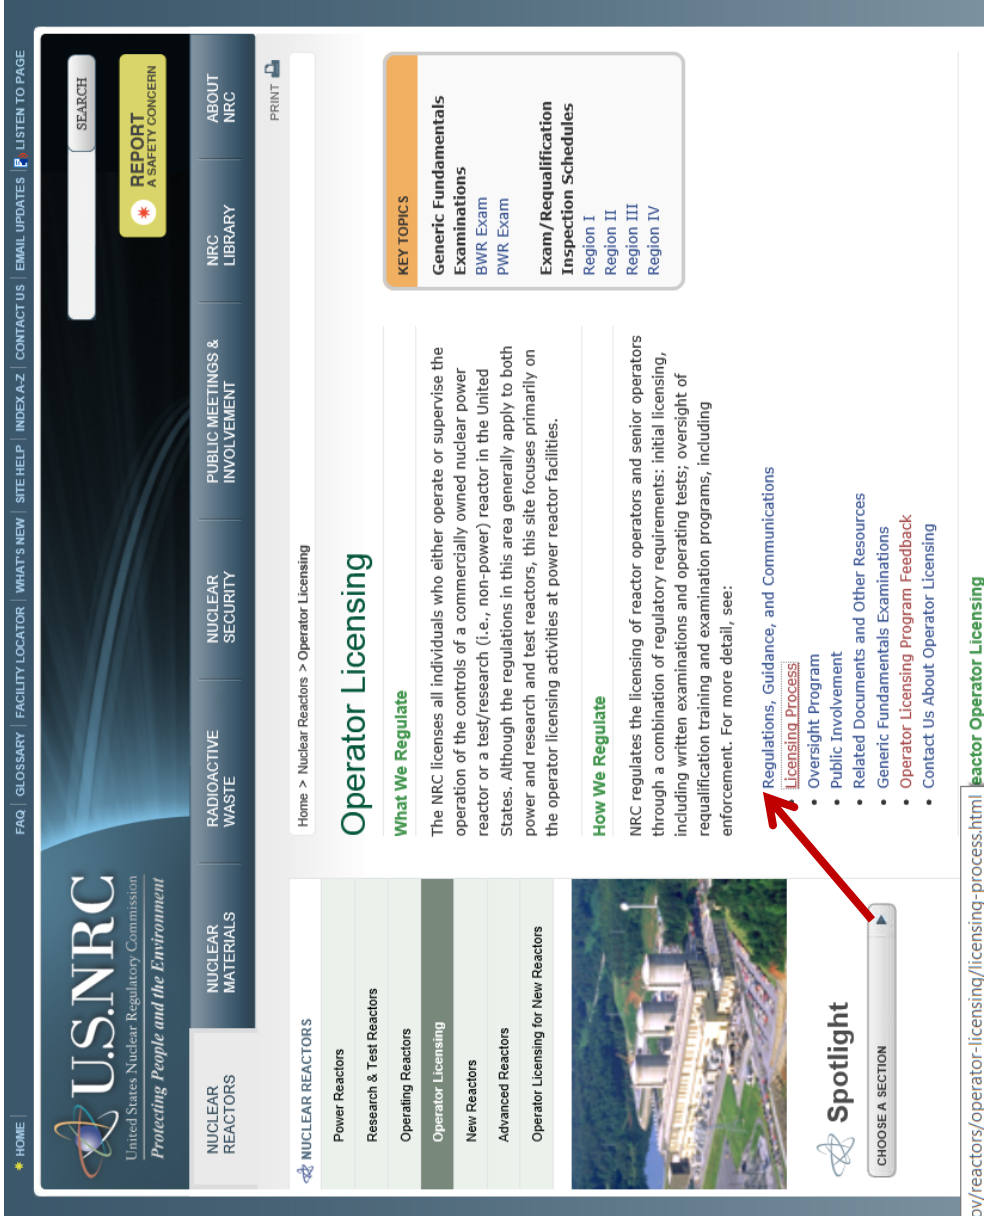 HOME
FAQ | GLOSSARY | FACILITY LOCATOR | WHAT'S NEW | SITE HELP | INDEX A-Z | CONTACT US | EMAIL UPDATES | LISTEN TO PAGE
U.S.NRC
United States Nuclear Regulatory Commission
Protecting People and the Environment
SEARCH
REPORT
A SAFETY CONCERN
NUCLEAR
REACTORS
NUCLEAR
MATERIALS
RADIOACTIVE
WASTE
NUCLEAR
SECURITY
PUBLIC MEETINGS &
INVOLVEMENT
NRC
LIBRARY
ABOUT
NRC
PRINT
NUCLEAR REACTORS
Power Reactors
Research & Test Reactors
Operating Reactors
Operator Licensing
New Reactors
Advanced Reactors
Operator Licensing for New Reactors
Spotlight
CHOOSE A SECTION
Home > Nuclear Reactors > Operator Licensing
Operator Licensing
What We Regulate
The NRC licenses all individuals who either operate or supervise the
operation of the controls of a commercially owned nuclear power
reactor or a test/research (i.e., non-power) reactor in the United
States. Although the regulations in this area generally apply to both
power and research and test reactors, this site focuses primarily on
the operator licensing activities at power reactor facilities.
How We Regulate
NRC regulates the licensing of reactor operators and senior operators
through a combination of regulatory requirements: initial licensing,
including written examinations and operating tests; oversight of
requalification training and examination programs, including
enforcement. For more detail, see:
Regulations, Guidance, and Communications
• Licensing Process
• Oversight Program
• Public Involvement
• Related Documents and Other Resources
• Generic Fundamentals Examinations
• Operator Licensing Program Feedback
• Contact Us About Operator Licensing
KEY TOPICS
Generic Fundamentals
Examinations
BWR Exam
PWR Exam
Exam/Requalification
Inspection Schedules
Region I
Region II
Region III
Region IV
ov/reactors/operator-licensing/licensing-process.html eactor Operator Licensing